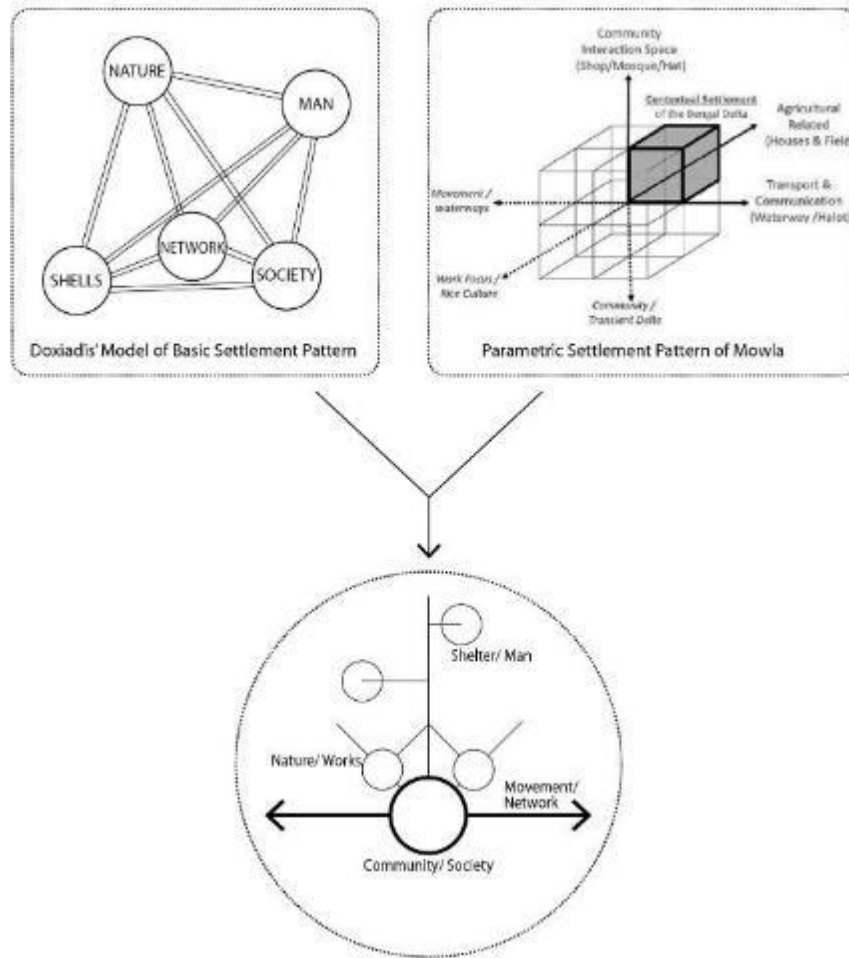 NATURE
MAN
NETWORK
SHELLS
SOCIETY
Doxiadis' Model of Basic Settlement Pattern
Community
Interaction Space
(Shop/Mosque/Hat)
Contextual Settlement
of the Bengal Delta
Agricultural
Related
(Houses & Field
Movement /
waterways
Transport &
Communication
(Waterway /Halot)
Work Focus /
Rice Culture
Community /
Transient Delta
Parametric Settlement Pattern of Mowla
Shelter/ Man
Nature/ Works
Movement/
Network
Community/ Society